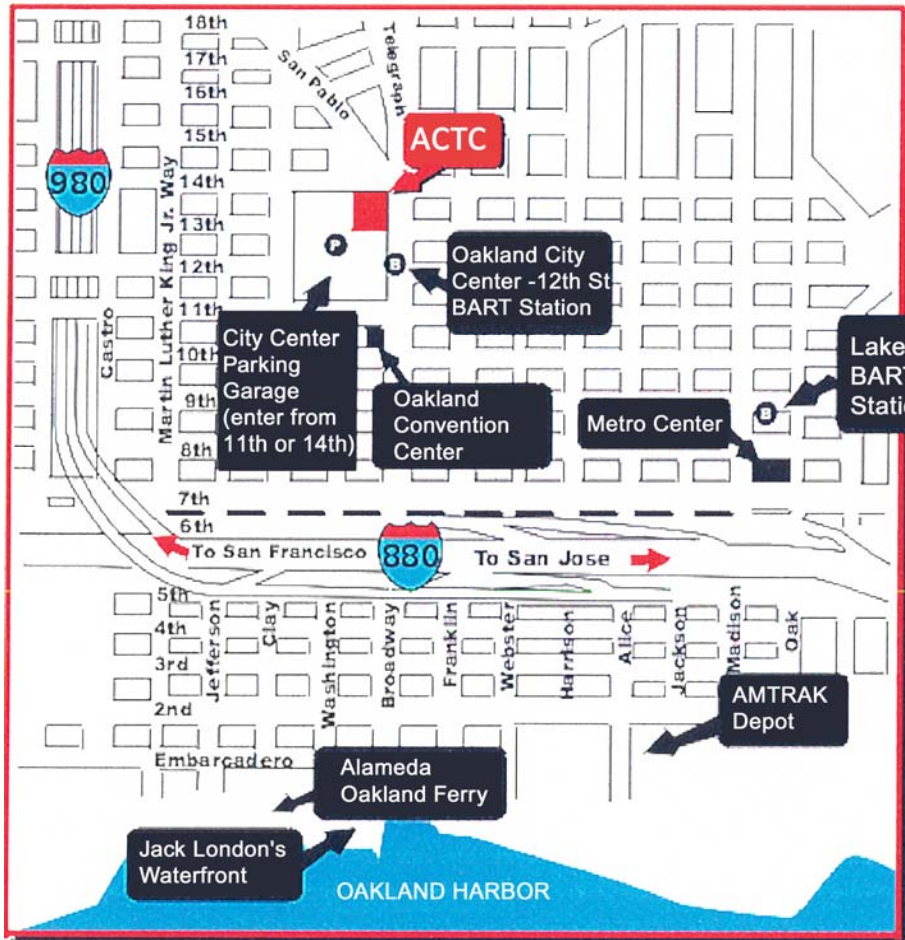 18th
17th
16th
15th
14th
13th
12th
11th
10th
9th
8th
7th
6th
5th
4th
3rd
2nd
Embarcadero
San Pablo
Telegraph
ACTC
980
Martin Luther King Jr. Way
Castro
P
B
Oakland City
Center -12th St
BART Station
City Center
Parking
Garage
(enter from
11th or 14th)
Oakland
Convention
Center
Lake
BART
Statio
B
Metro Center
To San Francisco
880
To San Jose
Jefferson
Clay
Washington
Broadway
Franklin
Webster
Harrison
Alice
Jackson
Madison
Oak
AMTRAK
Depot
Alameda
Oakland Ferry
Jack London's
Waterfront
OAKLAND HARBOR